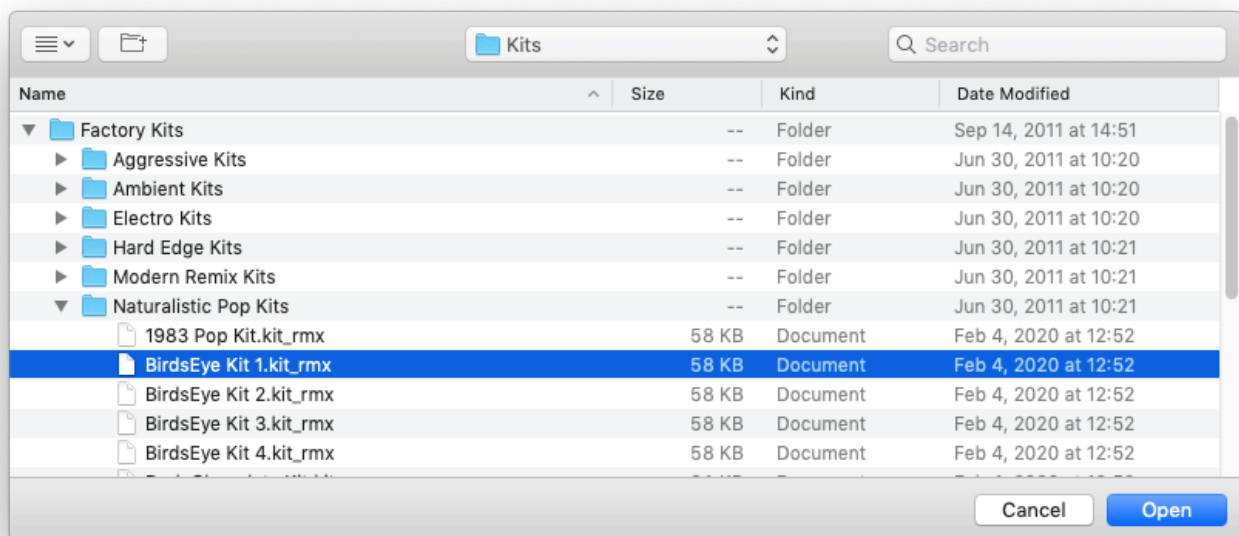 Kits
Search
Name Size Kind Date Modified
Factory Kits -- Folder Sep 14, 2011 at 14:51
Aggressive Kits -- Folder Jun 30, 2011 at 10:20
Ambient Kits -- Folder Jun 30, 2011 at 10:20
Electro Kits -- Folder Jun 30, 2011 at 10:20
Hard Edge Kits -- Folder Jun 30, 2011 at 10:21
Modern Remix Kits -- Folder Jun 30, 2011 at 10:21
Naturalistic Pop Kits -- Folder Jun 30, 2011 at 10:21
1983 Pop Kit.kit_rmx 58 KB Document Feb 4, 2020 at 12:52
BirdsEye Kit 1.kit_rmx 58 KB Document Feb 4, 2020 at 12:52
BirdsEye Kit 2.kit_rmx 58 KB Document Feb 4, 2020 at 12:52
BirdsEye Kit 3.kit_rmx 58 KB Document Feb 4, 2020 at 12:52
BirdsEye Kit 4.kit_rmx 58 KB Document Feb 4, 2020 at 12:52
Cancel Open